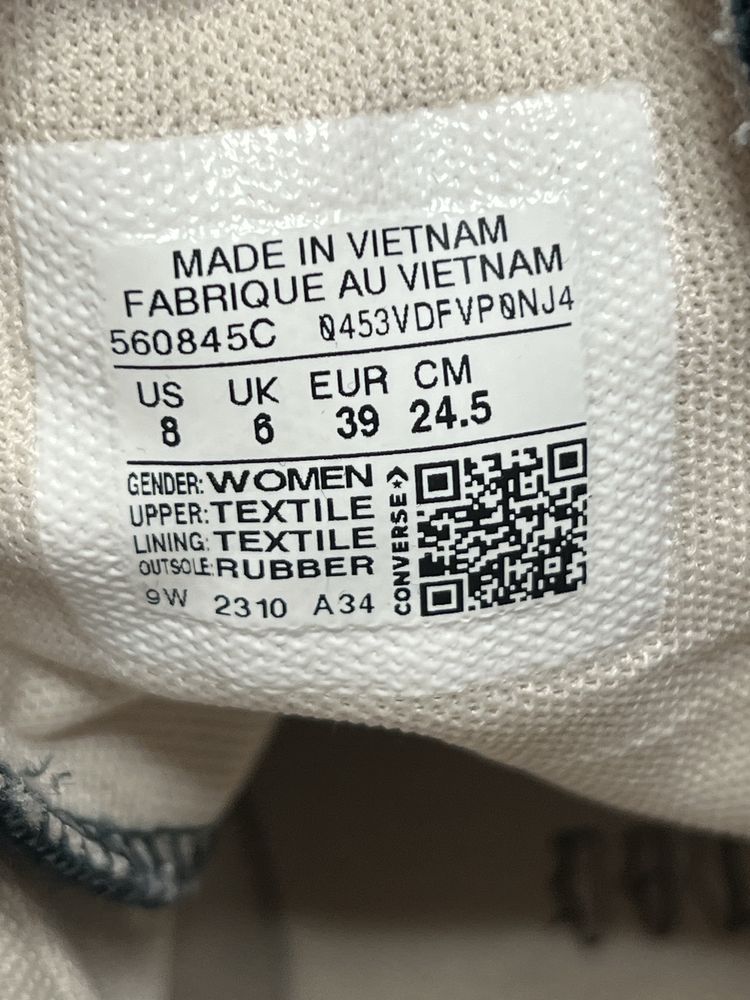 MADE IN VIETNAM
FABRIQUE AU VIETNAM
560845C 0453VDFVP0NJ4
US UK EUR CM
8 6 39 24.5
GENDER: WOMEN
UPPER: TEXTILE
LINING: TEXTILE
OUTSOLE: RUBBER
9W 2310 A34
CONVERSE